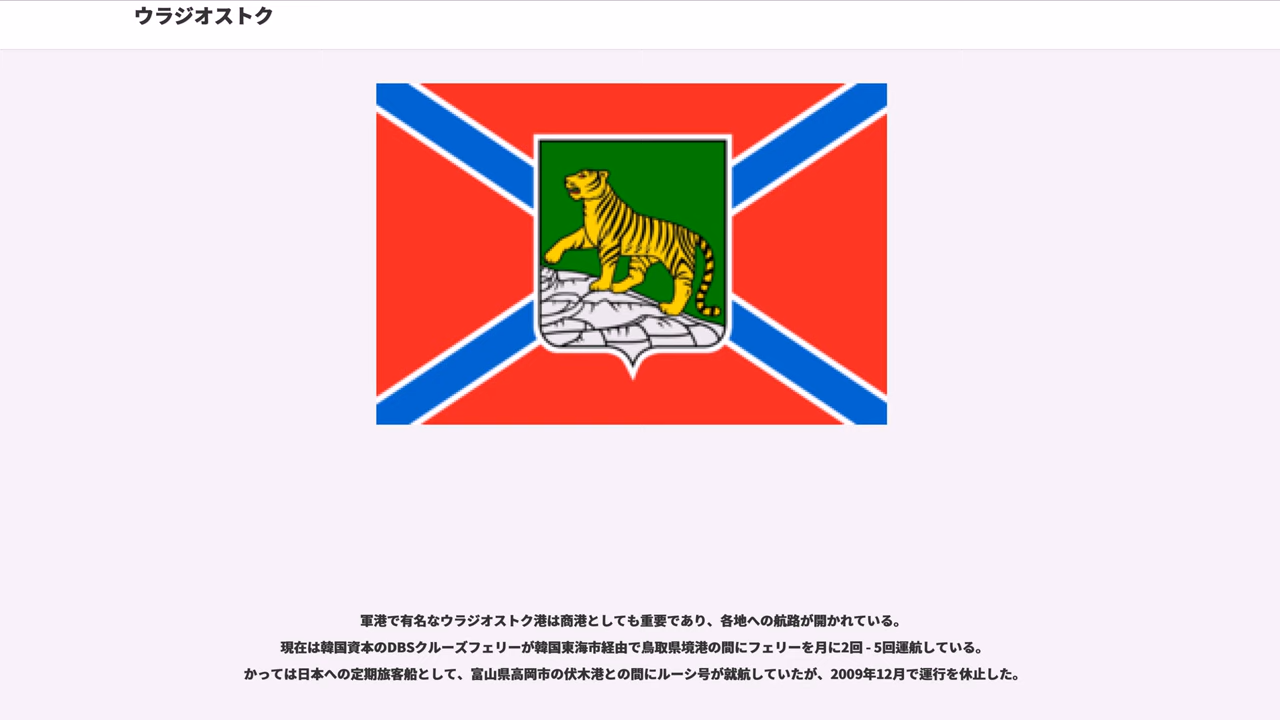 ウラジオストク
軍港で有名なウラジオストク港は商港としても重要であり、各地への航路が開かれている。
現在は韓国資本のDBSクルーズフェリーが韓国東海市経由で鳥取県境港の間にフェリーを月に2回 - 5回運航している。
かっては日本への定期旅客船として、富山県高岡市の伏木港との間にルーシ号が就航していたが、2009年12月で運行を休止した。